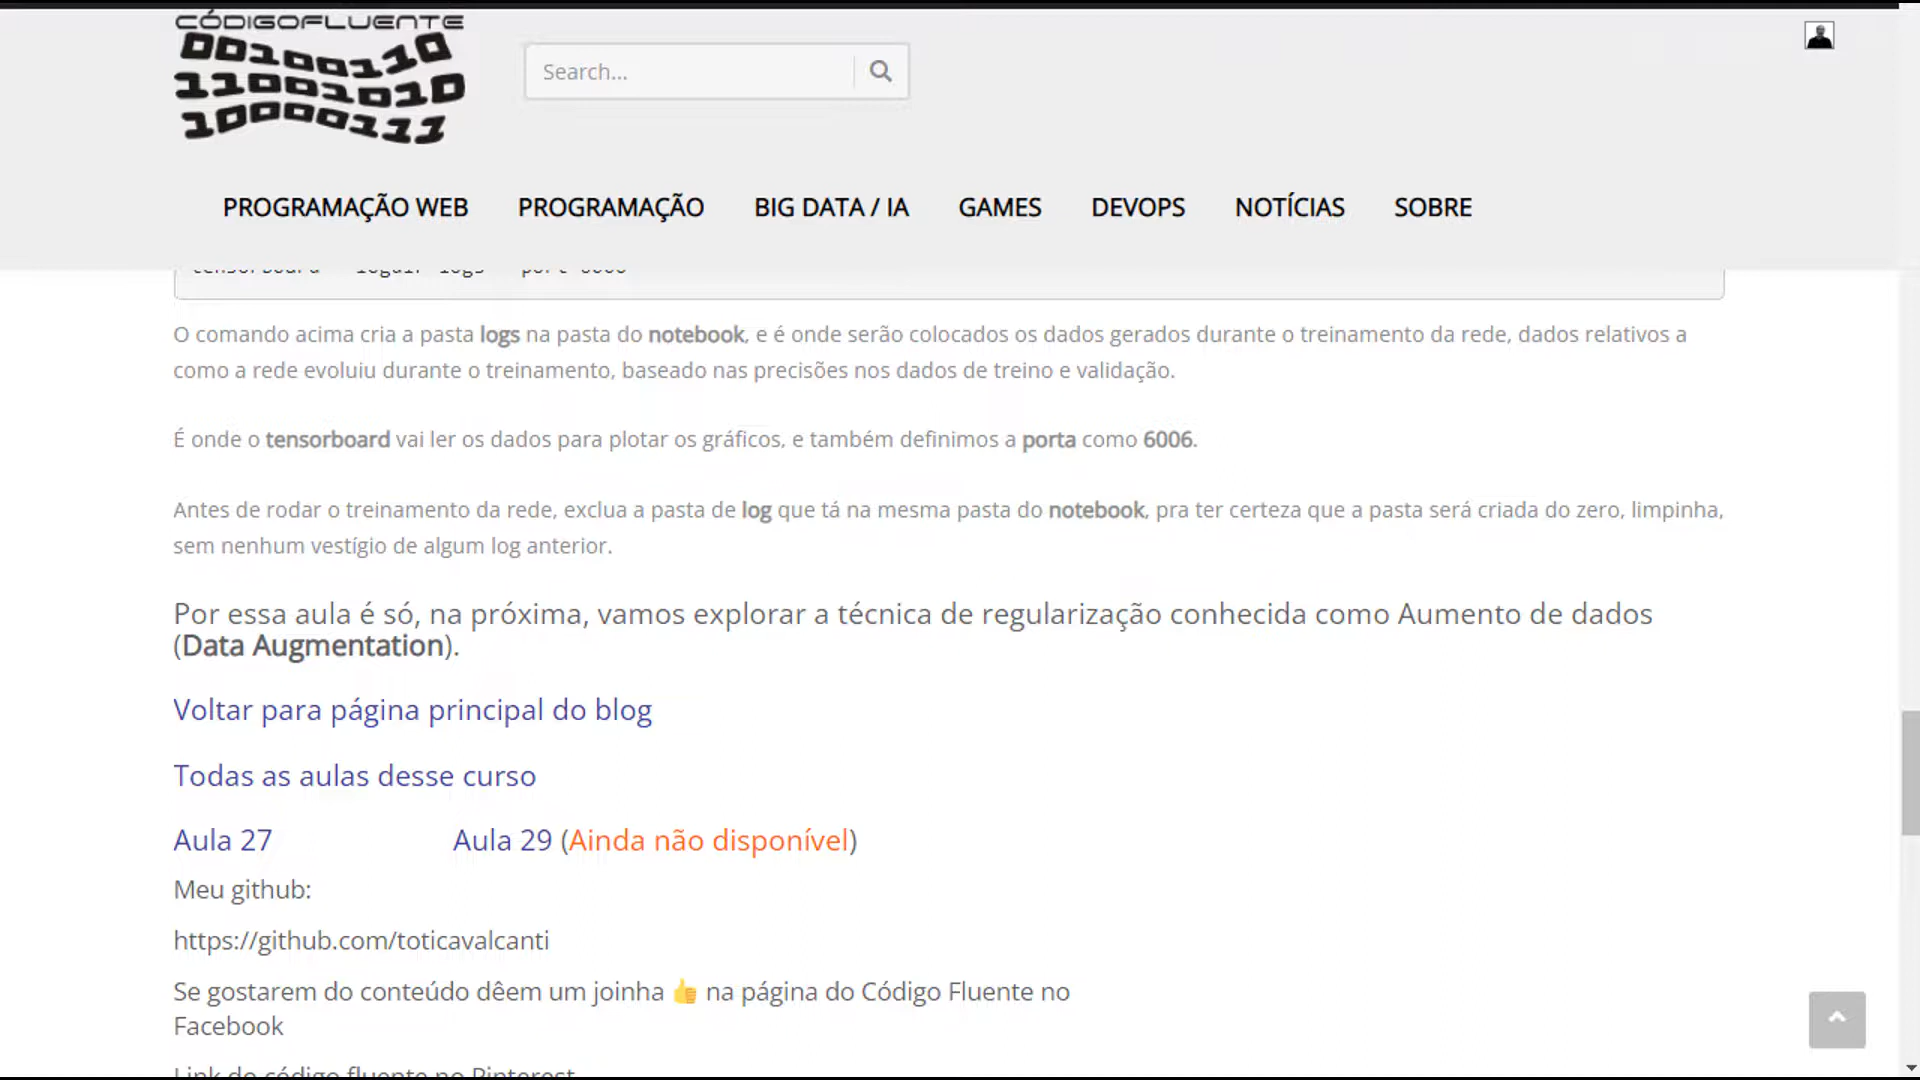 CÓDIGOFLUENTE
00100110
11001010
10000111
Search...
PROGRAMAÇÃO WEB PROGRAMAÇÃO BIG DATA / IA GAMES DEVOPS NOTÍCIAS SOBRE
O comando acima cria a pasta logs na pasta do notebook, e é onde serão colocados os dados gerados durante o treinamento da rede, dados relativos a
como a rede evoluiu durante o treinamento, baseado nas precisões nos dados de treino e validação.
É onde o tensorboard vai ler os dados para plotar os gráficos, e também definimos a porta como 6006.
Antes de rodar o treinamento da rede, exclua a pasta de log que tá na mesma pasta do notebook, pra ter certeza que a pasta será criada do zero, limpinha,
sem nenhum vestígio de algum log anterior.
Por essa aula é só, na próxima, vamos explorar a técnica de regularização conhecida como Aumento de dados
(Data Augmentation).
Voltar para página principal do blog
Todas as aulas desse curso
Aula 27 Aula 29 (Ainda não disponível)
Meu github:
https://github.com/toticavalcanti
Se gostarem do conteúdo dêem um joinha 👍 na página do Código Fluente no
Facebook
Link do código fluente no Pinterest